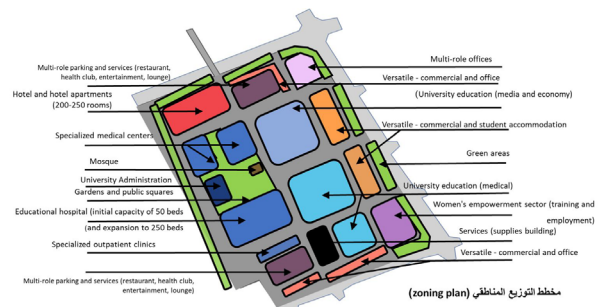 Multi-role parking and services (restaurant,
health club, entertainment, lounge)
Hotel and hotel apartments
(200-250 rooms)
Specialized medical centers
Mosque
University Administration
Gardens and public squares
Educational hospital (initial capacity of 50 beds
(and expansion to 250 beds
Specialized outpatient clinics
Multi-role parking and services (restaurant, health club,
entertainment, lounge)
Multi-role offices
Versatile - commercial and office
(University education (media and economy)
Versatile - commercial and student accommodation
Green areas
University education (medical)
Women's empowerment sector (training and
employment)
Services (supplies building)
Versatile - commercial and office
مخطط التوزيع المناطقي (zoning plan)